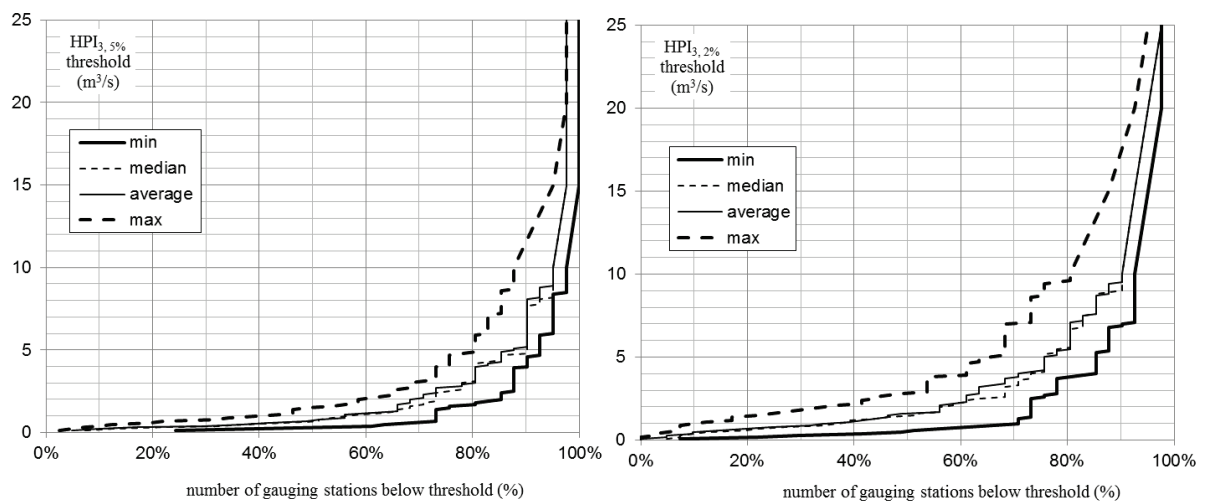 25
20
15
10
5
0
HPI3, 5%
threshold
(m³/s)
min
median
average
max
0% 20% 40% 60% 80% 100%
number of gauging stations below threshold (%)
25
20
15
10
5
0
HPI3, 2%
threshold
(m³/s)
min
median
average
max
0% 20% 40% 60% 80% 100%
number of gauging stations below threshold (%)